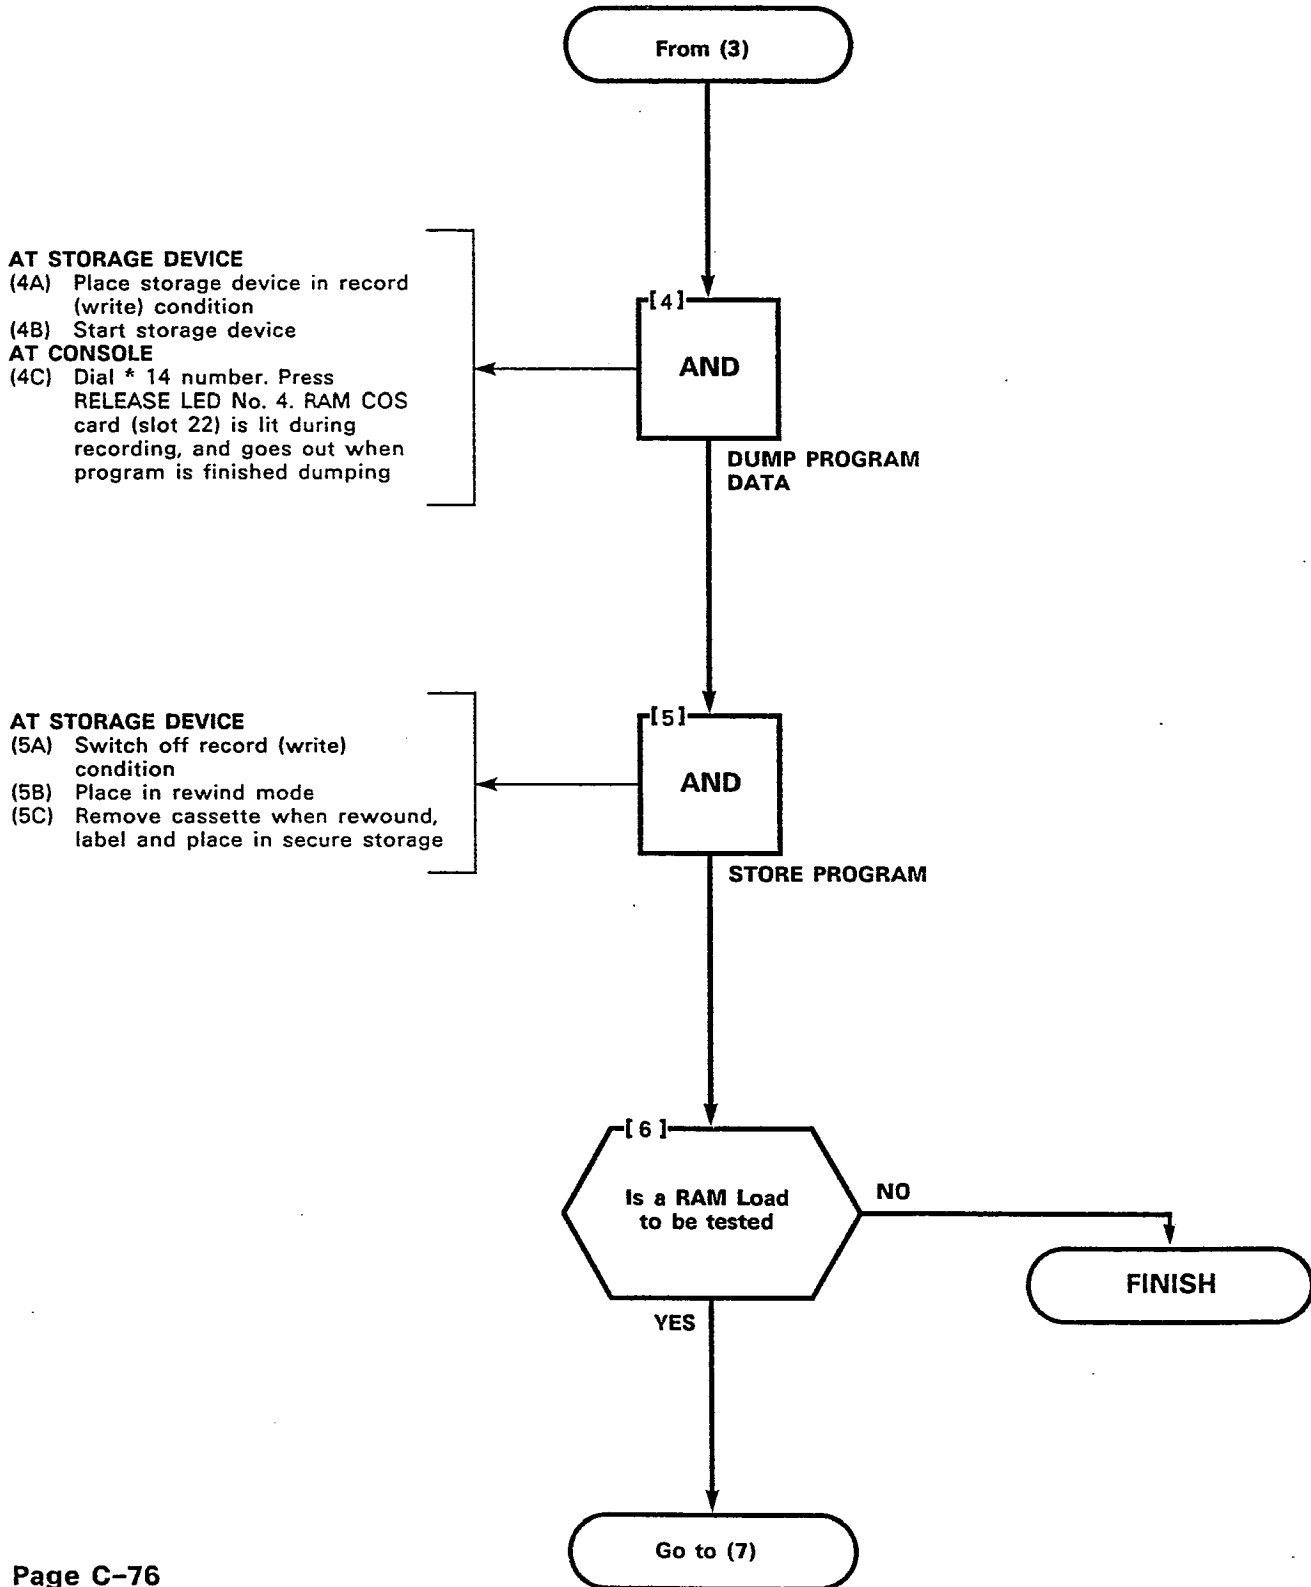 From (3)
AT STORAGE DEVICE
(4A) Place storage device in record
(write) condition
(4B) Start storage device
AT CONSOLE
(4C) Dial * 14 number. Press
RELEASE LED No. 4. RAM COS
card (slot 22) is lit during
recording, and goes out when
program is finished dumping
[4]
AND
DUMP PROGRAM
DATA
AT STORAGE DEVICE
(5A) Switch off record (write)
condition
(5B) Place in rewind mode
(5C) Remove cassette when rewound,
label and place in secure storage
[5]
AND
STORE PROGRAM
[6]
Is a RAM Load
to be tested
NO
FINISH
YES
Go to (7)
Page C-76